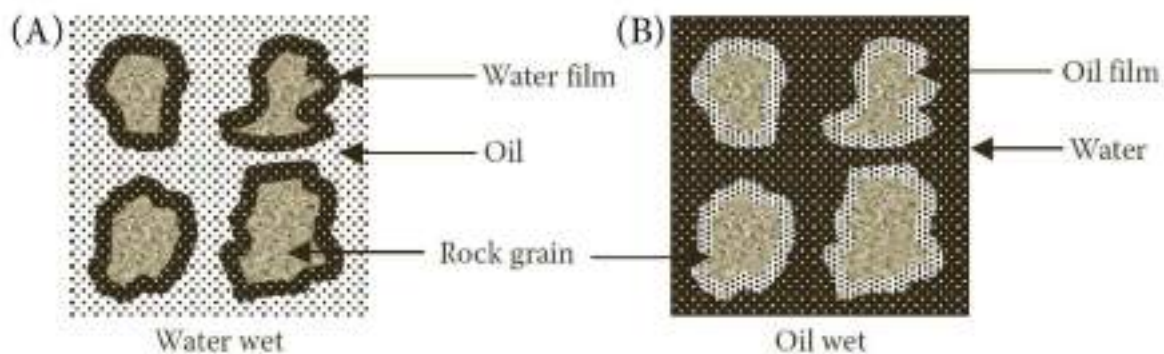 (A)
Water film
Oil
Rock grain
Water wet
(B)
Oil film
Water
Oil wet